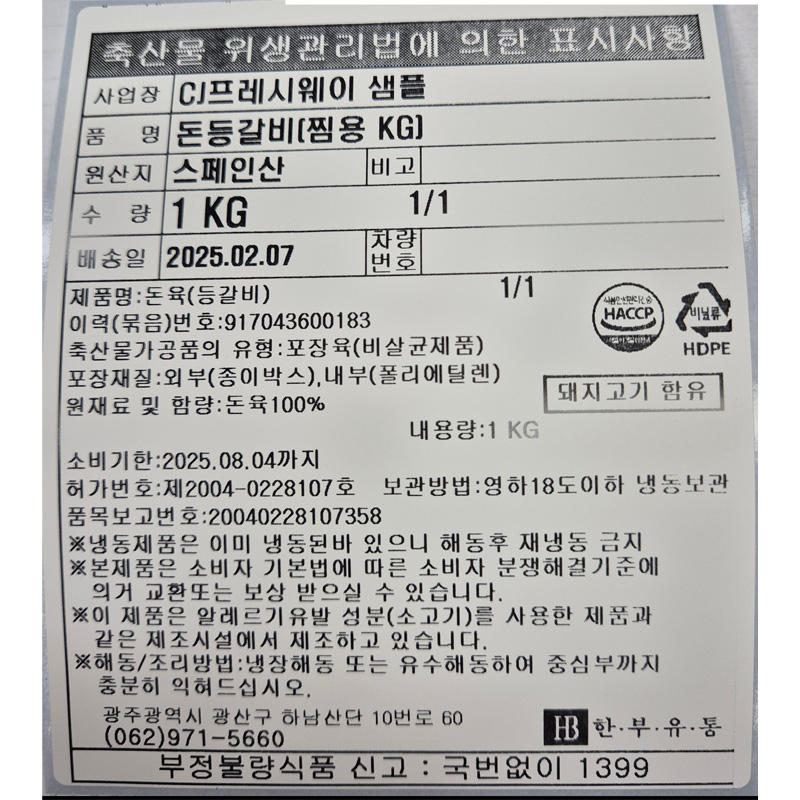 축산물 위생관리법에 의한 표시사항
사업장 CJ프레시웨이 샘플
품 명 돈등갈비(찜용 KG)
원산지 스페인산 비고
수 량 1 KG 1/1
배송일 2025.02.07 차량번호
제품명:돈육(등갈비) 1/1
이력(묶음)번호:917043600183
축산물가공품의 유형:포장육(비살균제품)
포장재질:외부(종이박스),내부(폴리에틸렌)
원재료 및 함량:돈육100%
HACCP
비닐류
HDPE
돼지고기 함유
내용량:1 KG
소비기한:2025.08.04까지
허가번호:제2004-0228107호 보관방법:영하18도이하 냉동보관
품목보고번호:20040228107358
※냉동제품은 이미 냉동된바 있으니 해동후 재냉동 금지
※본제품은 소비자 기본법에 따른 소비자 분쟁해결기준에
의거 교환또는 보상 받으실 수 있습니다.
※이 제품은 알레르기유발 성분(소고기)를 사용한 제품과
같은 제조시설에서 제조하고 있습니다.
※해동/조리방법:냉장해동 또는 유수해동하여 중심부까지
충분히 익혀드십시오.
광주광역시 광산구 하남산단 10번로 60
(062)971-5660
HB 한·부·유·통
부정불량식품 신고 : 국번없이 1399